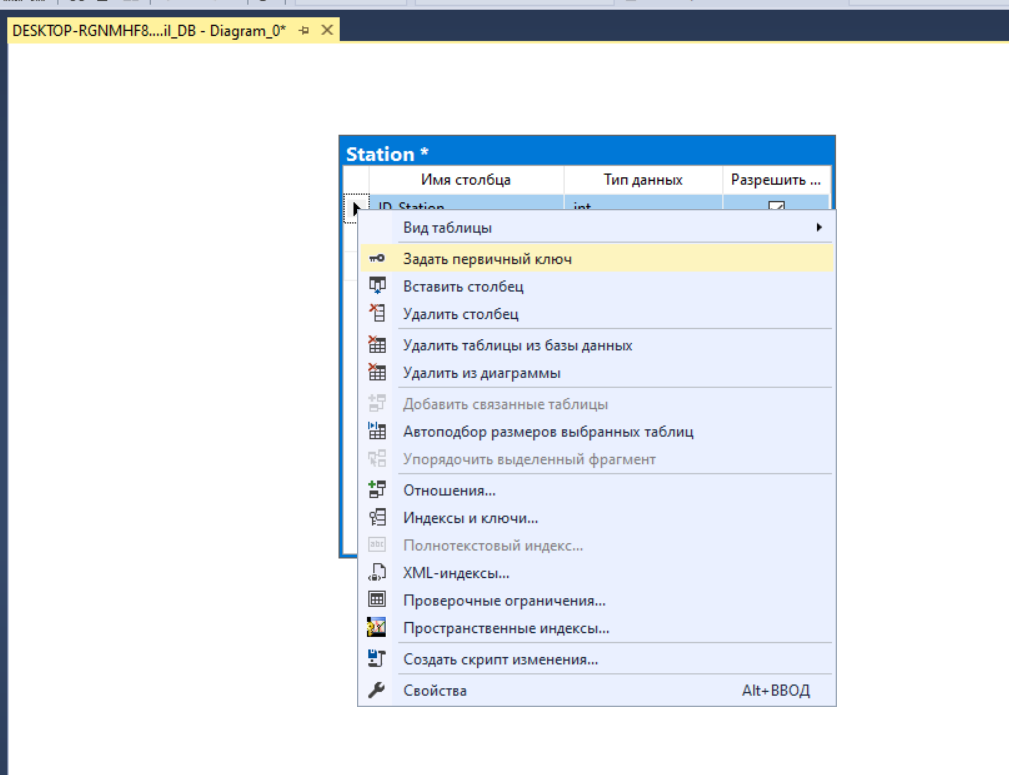 DESKTOP-RGNMHF8....il_DB - Diagram_0*
Station *
Имя столбца Тип данных Разрешить ...
ID_Station int
Вид таблицы
Задать первичный ключ
Вставить столбец
Удалить столбец
Удалить таблицы из базы данных
Удалить из диаграммы
Добавить связанные таблицы
Автоподбор размеров выбранных таблиц
Упорядочить выделенный фрагмент
Отношения...
Индексы и ключи...
Полнотекстовый индекс...
XML-индексы...
Проверочные ограничения...
Пространственные индексы...
Создать скрипт изменения...
Свойства Alt+ВВОД